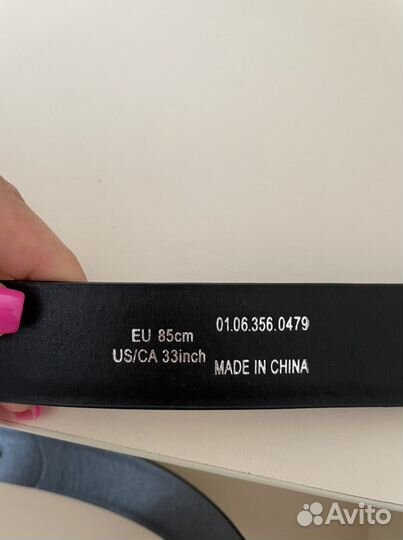 EU 85cm
US/CA 33inch
01.06.356.0479
MADE IN CHINA
Avito